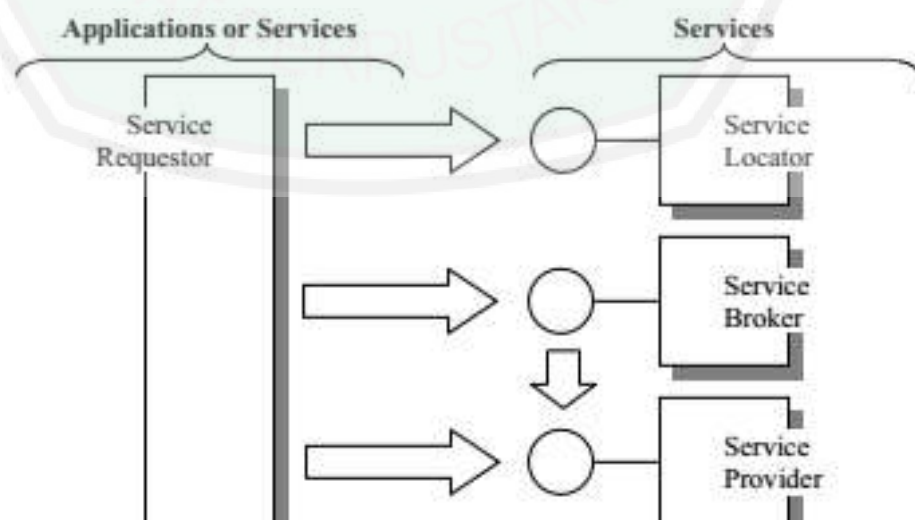 Applications or Services
Services
Service
Requestor
Service
Locator
Service
Broker
Service
Provider